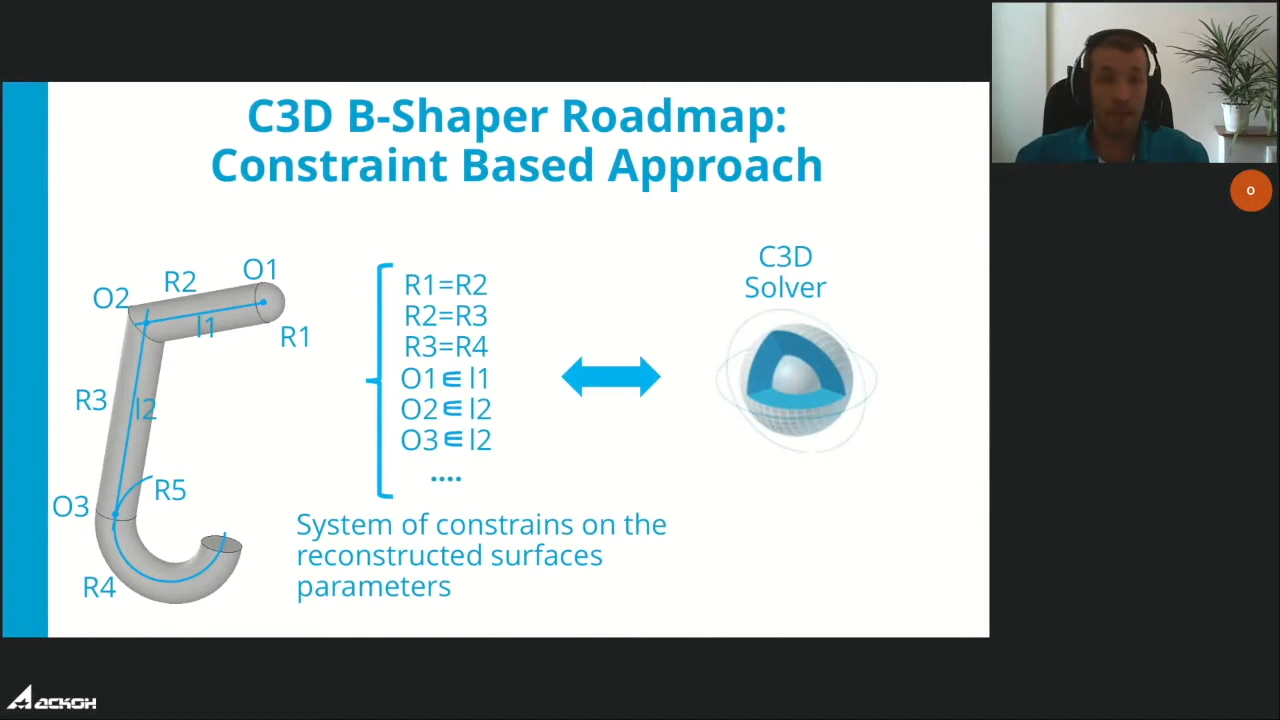 C3D B-Shaper Roadmap:
Constraint Based Approach
O1
R2
O2
l1
R1
R3
l2
R5
O3
R4
R1=R2
R2=R3
R3=R4
O1∈l1
O2∈l2
O3∈l2
....
System of constrains on the
reconstructed surfaces
parameters
C3D
Solver
O
АСКОН